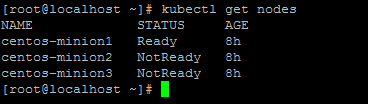 [root@localhost ~]# kubectl get nodes
NAME STATUS AGE
centos-minion1 Ready 8h
centos-minion2 NotReady 8h
centos-minion3 NotReady 8h
[root@localhost ~]#